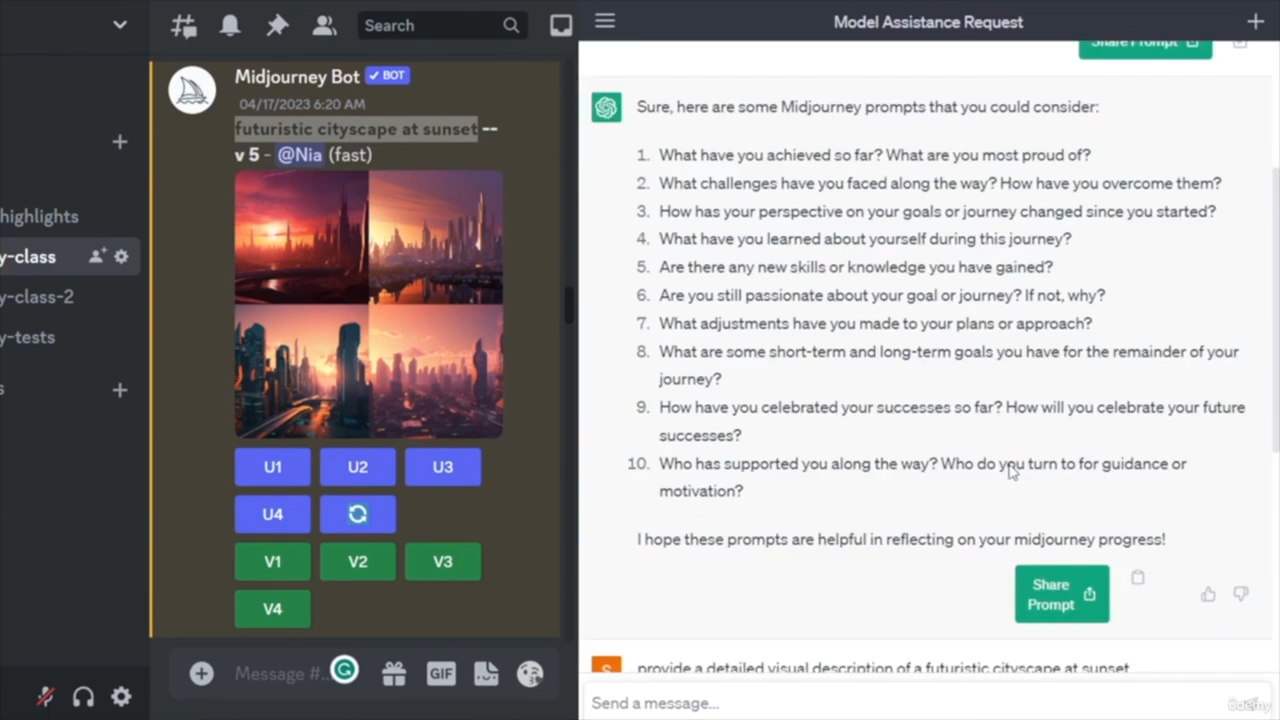 Search
Midjourney Bot
BOT
04/17/2023 6:20 AM
futuristic cityscape at sunset --
v 5 - @Nia (fast)
highlights
y-class
y-class-2
y-tests
s
U1
U2
U3
U4
V1
V2
V3
V4
Message #...
GIF
Model Assistance Request
Share Prompt
Sure, here are some Midjourney prompts that you could consider:
1. What have you achieved so far? What are you most proud of?
2. What challenges have you faced along the way? How have you overcome them?
3. How has your perspective on your goals or journey changed since you started?
4. What have you learned about yourself during this journey?
5. Are there any new skills or knowledge you have gained?
6. Are you still passionate about your goal or journey? If not, why?
7. What adjustments have you made to your plans or approach?
8. What are some short-term and long-term goals you have for the remainder of your
journey?
9. How have you celebrated your successes so far? How will you celebrate your future
successes?
10. Who has supported you along the way? Who do you turn to for guidance or
motivation?
I hope these prompts are helpful in reflecting on your midjourney progress!
Share
Prompt
S
provide a detailed visual description of a futuristic cityscape at sunset
Send a message...
ûdemy